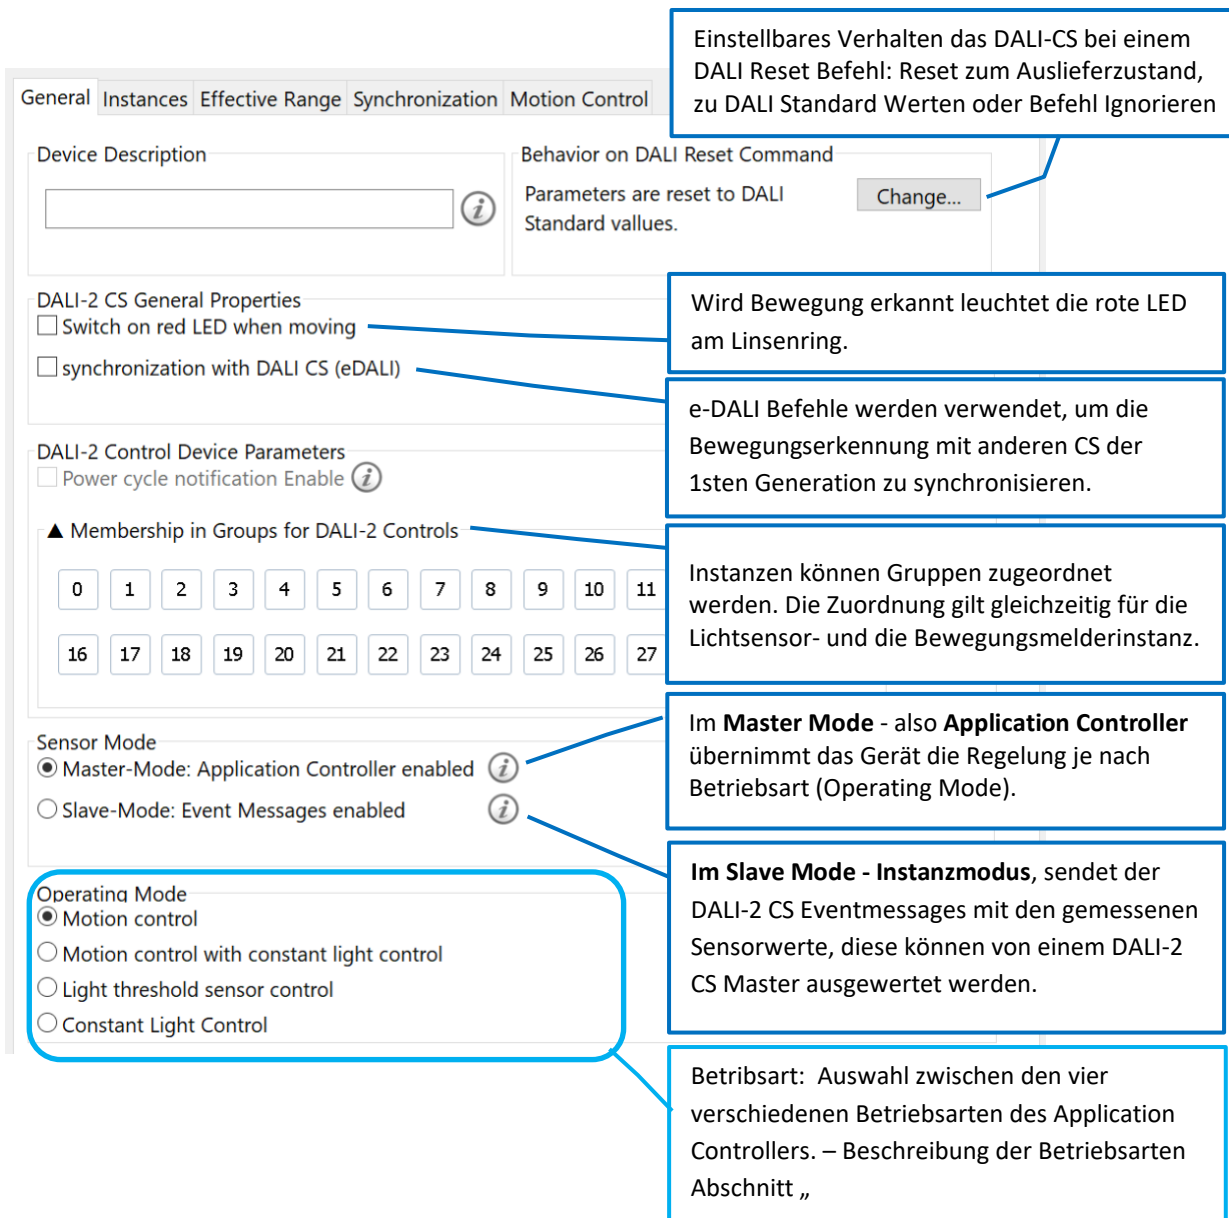 Einstellbares Verhalten das DALI-CS bei einem
DALI Reset Befehl: Reset zum Auslieferzustand,
zu DALI Standard Werten oder Befehl Ignorieren
General Instances Effective Range Synchronization Motion Control
Device Description
Behavior on DALI Reset Command
Parameters are reset to DALI
Standard vallues.
Change...
DALI-2 CS General Properties
Switch on red LED when moving
synchronization with DALI CS (eDALI)
Wird Bewegung erkannt leuchtet die rote LED
am Linsenring.
e-DALI Befehle werden verwendet, um die
Bewegungserkennung mit anderen CS der
1sten Generation zu synchronisieren.
DALI-2 Control Device Parameters
Power cycle notification Enable
▲ Membership in Groups for DALI-2 Controls
0 1 2 3 4 5 6 7 8 9 10 11
16 17 18 19 20 21 22 23 24 25 26 27
Instanzen können Gruppen zugeordnet
werden. Die Zuordnung gilt gleichzeitig für die
Lichtsensor- und die Bewegungsmelderinstanz.
Sensor Mode
Master-Mode: Application Controller enabled
Slave-Mode: Event Messages enabled
Im Master Mode - also Application Controller
übernimmt das Gerät die Regelung je nach
Betriebsart (Operating Mode).
Im Slave Mode - Instanzmodus, sendet der
DALI-2 CS Eventmessages mit den gemessenen
Sensorwerte, diese können von einem DALI-2
CS Master ausgewertet werden.
Operating Mode
Motion control
Motion control with constant light control
Light threshold sensor control
Constant Light Control
Betribsart: Auswahl zwischen den vier
verschiedenen Betriebsarten des Application
Controllers. – Beschreibung der Betriebsarten
Abschnitt „